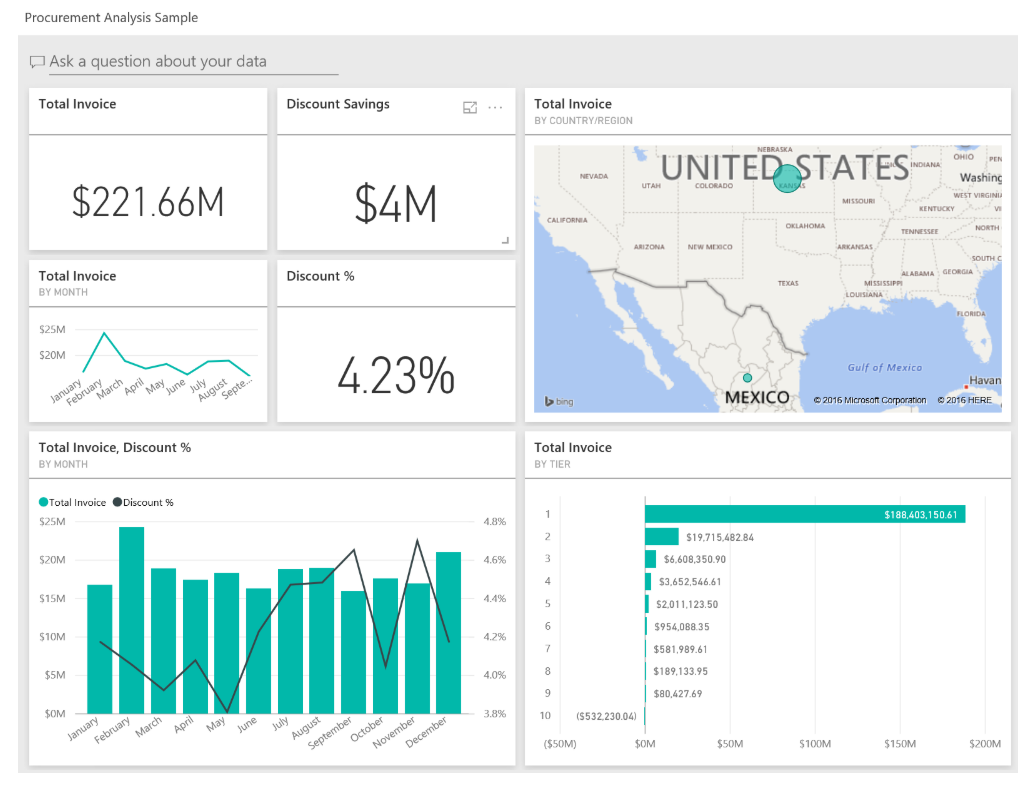 Procurement Analysis Sample
Ask a question about your data
Total Invoice
$221.66M
Discount Savings
$4M
Total Invoice
BY COUNTRY/REGION
NEBRASKA
OHIO
PEN
UNITED STATES
INDIANA
NEVADA
UTAH
COLORADO
KANSAS
Washing
WEST VIRGINIA
MISSOURI
KENTUCKY
VI
CALIFORNIA
OKLAHOMA
TENNESSEE
NORTH
ARIZONA
NEW MEXICO
ARKANSAS
SOUTH C
ALABAMA
GEORGIA
TEXAS
MISSISSIPPI
LOUISIANA
FLORIDA
Gulf of Mexico
Havan
MEXICO
bing
© 2016 Microsoft Corporation
© 2016 HERE
Total Invoice
BY MONTH
$25M
$20M
January
February
March
April
May
June
July
August
Septe...
Discount %
4.23%
Total Invoice, Discount %
BY MONTH
Total Invoice
Discount %
$25M
$20M
$15M
$10M
$5M
$0M
4.8%
4.6%
4.4%
4.2%
4.0%
3.8%
January
February
March
April
May
June
July
August
September
October
November
December
Total Invoice
BY TIER
1 $188,403,150.61
2 $19,715,482.84
3 $6,608,350.90
4 $3,652,546.61
5 $2,011,123.50
6 $954,088.35
7 $581,989.61
8 $189,133.95
9 $80,427.69
10 ($532,230.04)
($50M) $0M $50M $100M $150M $200M